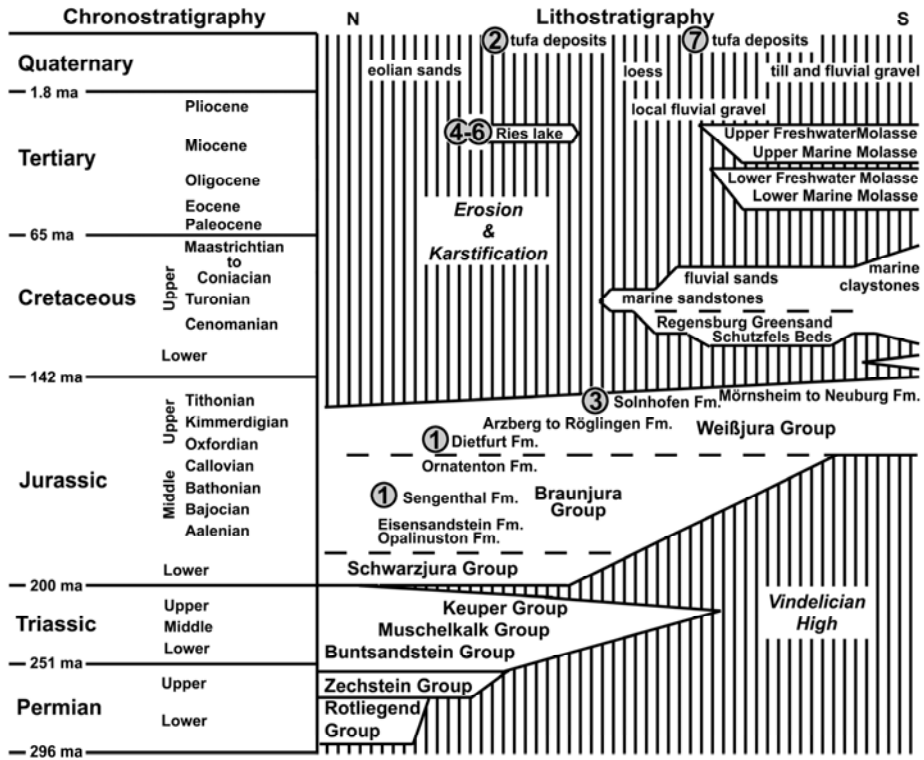 Chronostratigraphy
N Lithostratigraphy S
2 tufa deposits 7 tufa deposits
Quaternary
eolian sands loess till and fluvial gravel
1.8 ma
Pliocene local fluvial gravel
Tertiary
Miocene
4-6 Ries lake
Upper FreshwaterMolasse
Upper Marine Molasse
Oligocene
Lower Freshwater Molasse
Lower Marine Molasse
Eocene
Paleocene
Erosion
&
Karstification
65 ma
Cretaceous
Upper
Maastrichtian
to
Coniacian
Turonian
Cenomanian
Lower
fluvial sands
marine
claystones
marine sandstones
Regensburg Greensand
Schutzfels Beds
142 ma
Jurassic
Upper
Tithonian
Kimmerdigian
Oxfordian
Middle
Callovian
Bathonian
Bajocian
Aalenian
Lower
3 Solnhofen Fm. Mörnsheim to Neuburg Fm.
Arzberg to Röglingen Fm.
Weißjura Group
1 Dietfurt Fm.
Ornatenton Fm.
1 Sengenthal Fm.
Braunjura
Group
Eisensandstein Fm.
Opalinuston Fm.
Schwarzjura Group
200 ma
Triassic
Upper
Middle
Lower
Keuper Group
Muschelkalk Group
Buntsandstein Group
Vindelician
High
251 ma
Permian
Upper
Lower
Zechstein Group
Rotliegend
Group
296 ma